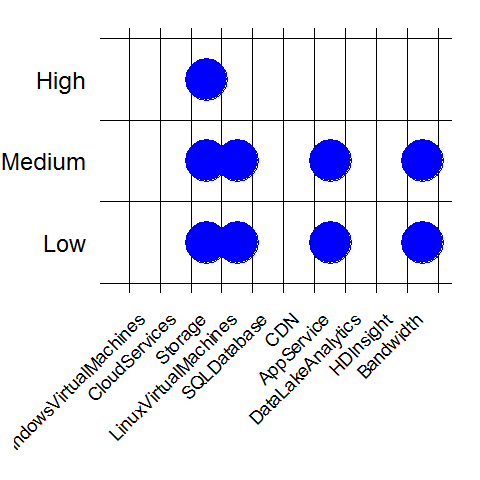 High
Medium
Low
ndowsVirtualMachines
CloudServices
Storage
LinuxVirtualMachines
SQLDatabase
CDN
AppService
DataLakeAnalytics
HDInsight
Bandwidth